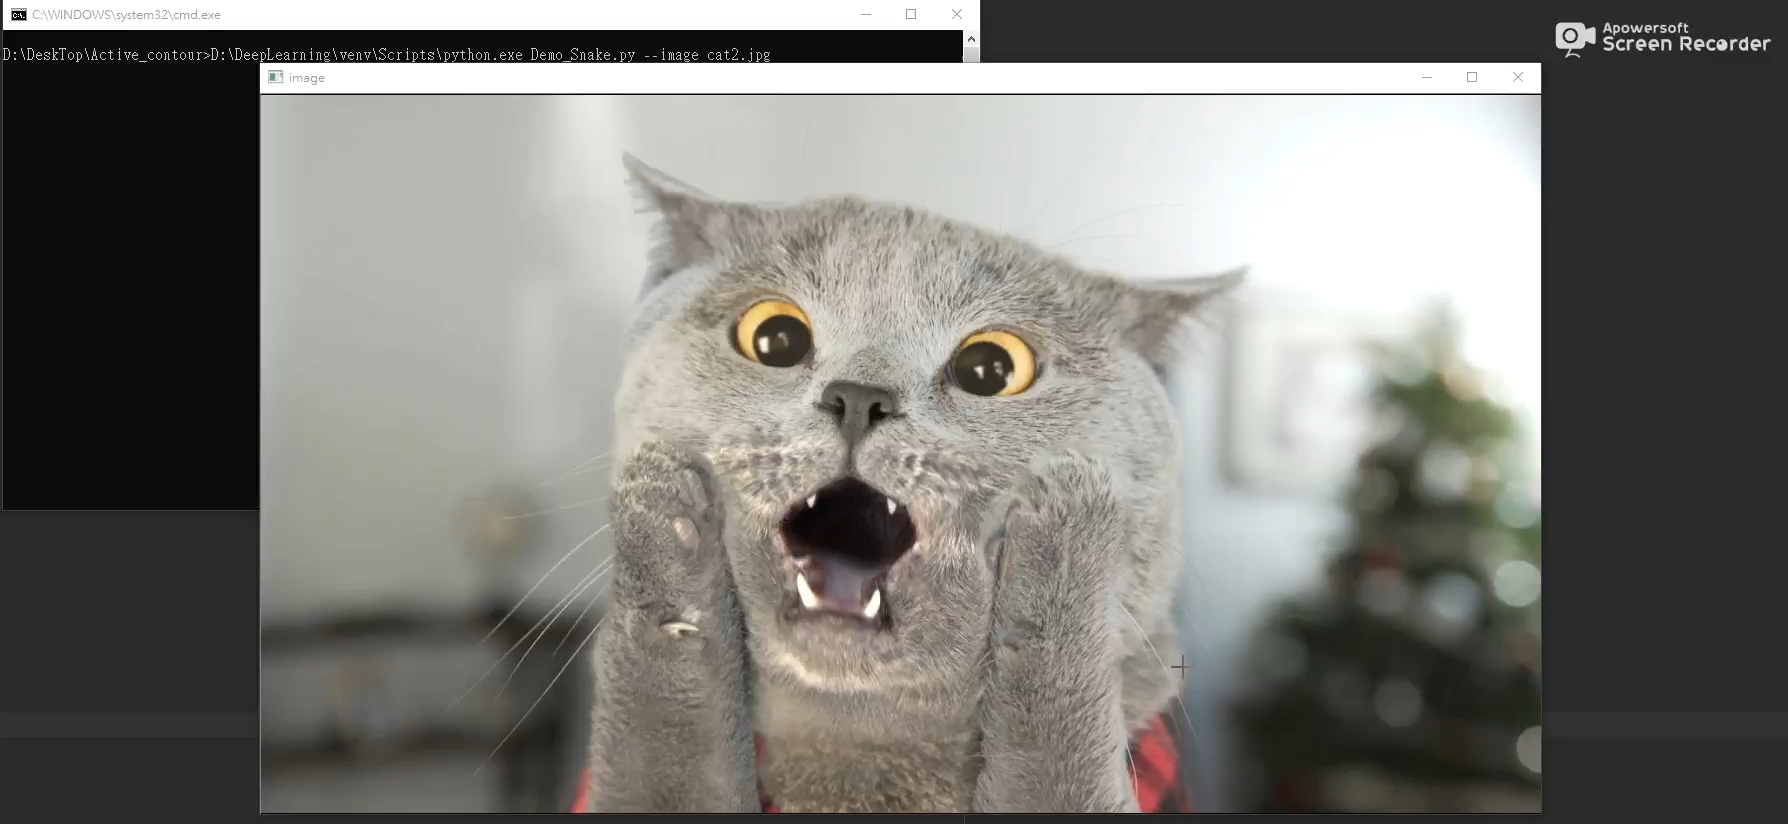 C:\WINDOWS\system32\cmd.exe
D:\DeskTop\Active_contour>D:\DeepLearning\venv\Scripts\python.exe Demo_Snake.py --image cat2.jpg
image
Apowersoft
Screen Recorder